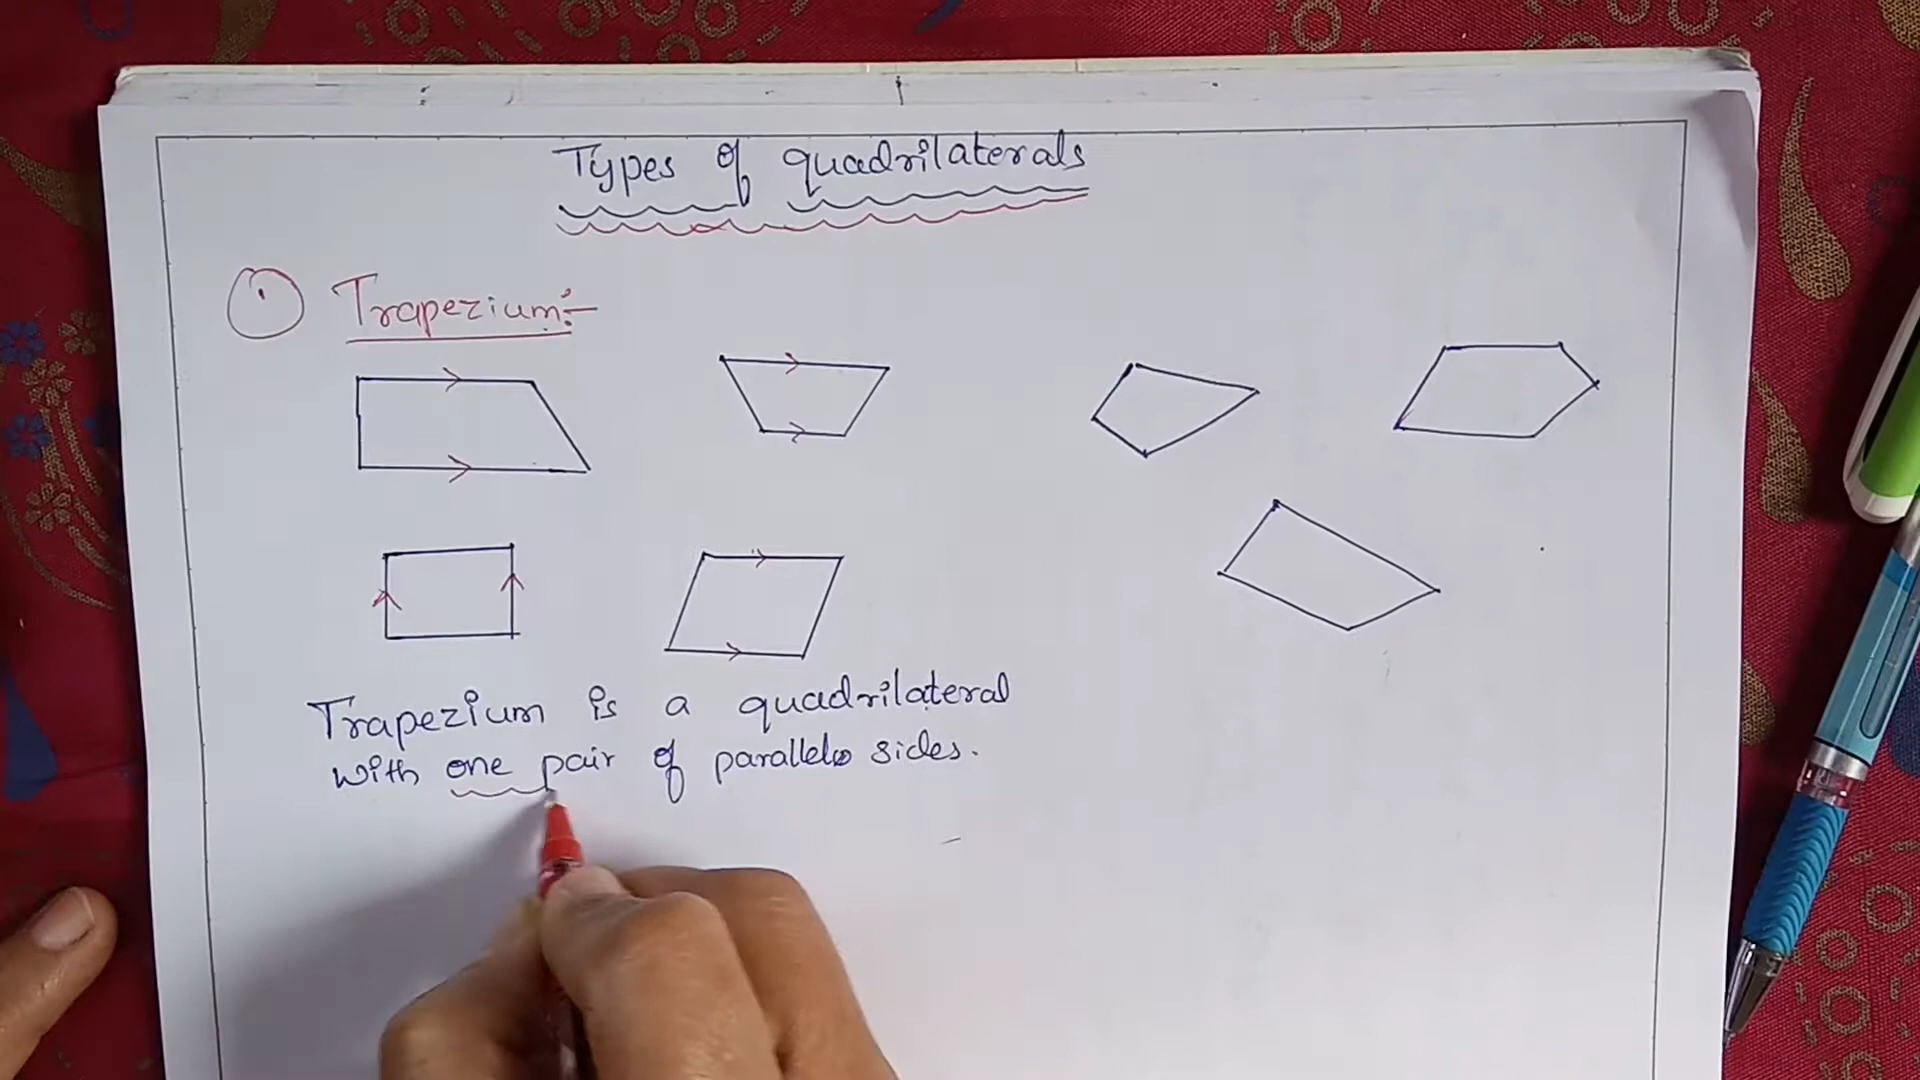 Types of quadrilaterals
① Trapezium:-
Trapezium is a quadrilateral
with one pair of parallel sides.